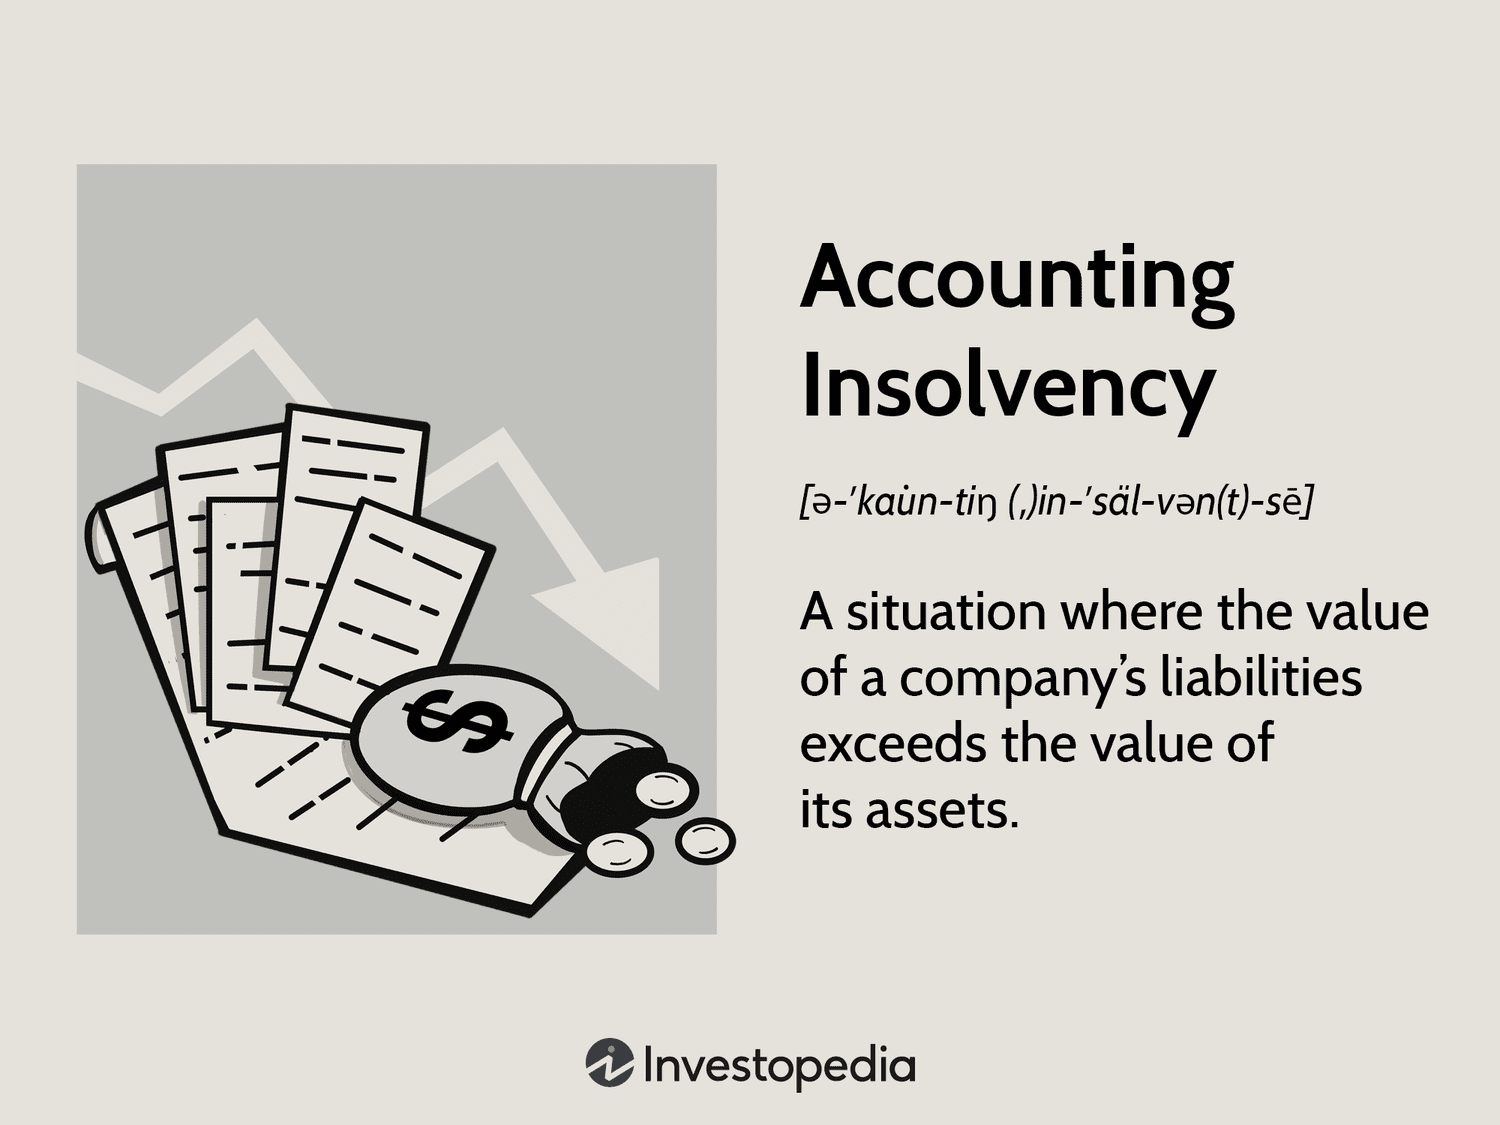 Accounting
Insolvency
[ə-ˈkau̇n-tiŋ (ˌ)in-ˈsäl-vən(t)-sē]
A situation where the value
of a company’s liabilities
exceeds the value of
its assets.
$
Investopedia